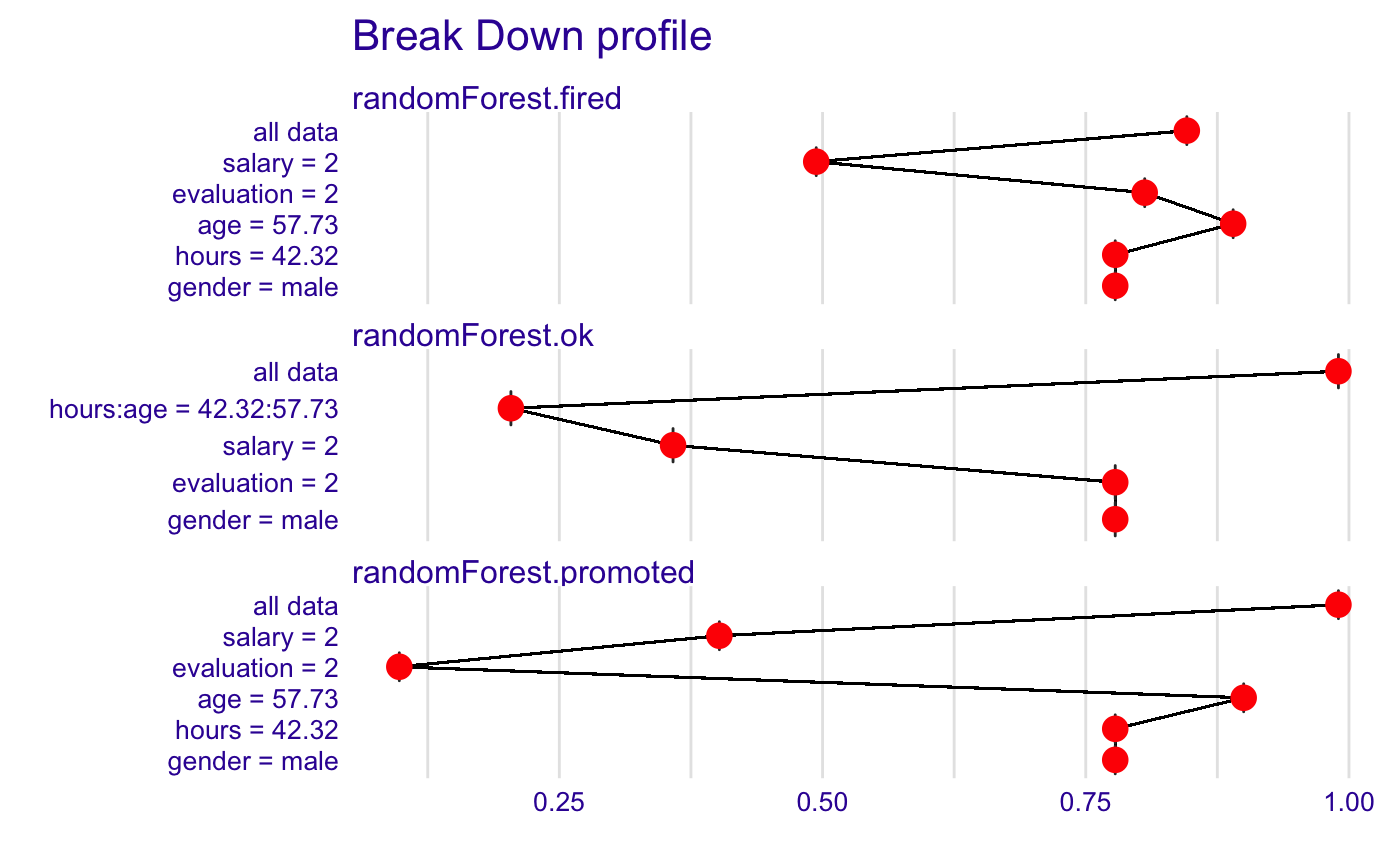 Break Down profile
randomForest.fired
all data
salary = 2
evaluation = 2
age = 57.73
hours = 42.32
gender = male
randomForest.ok
all data
hours:age = 42.32:57.73
salary = 2
evaluation = 2
gender = male
randomForest.promoted
all data
salary = 2
evaluation = 2
age = 57.73
hours = 42.32
gender = male
0.25 0.50 0.75 1.00